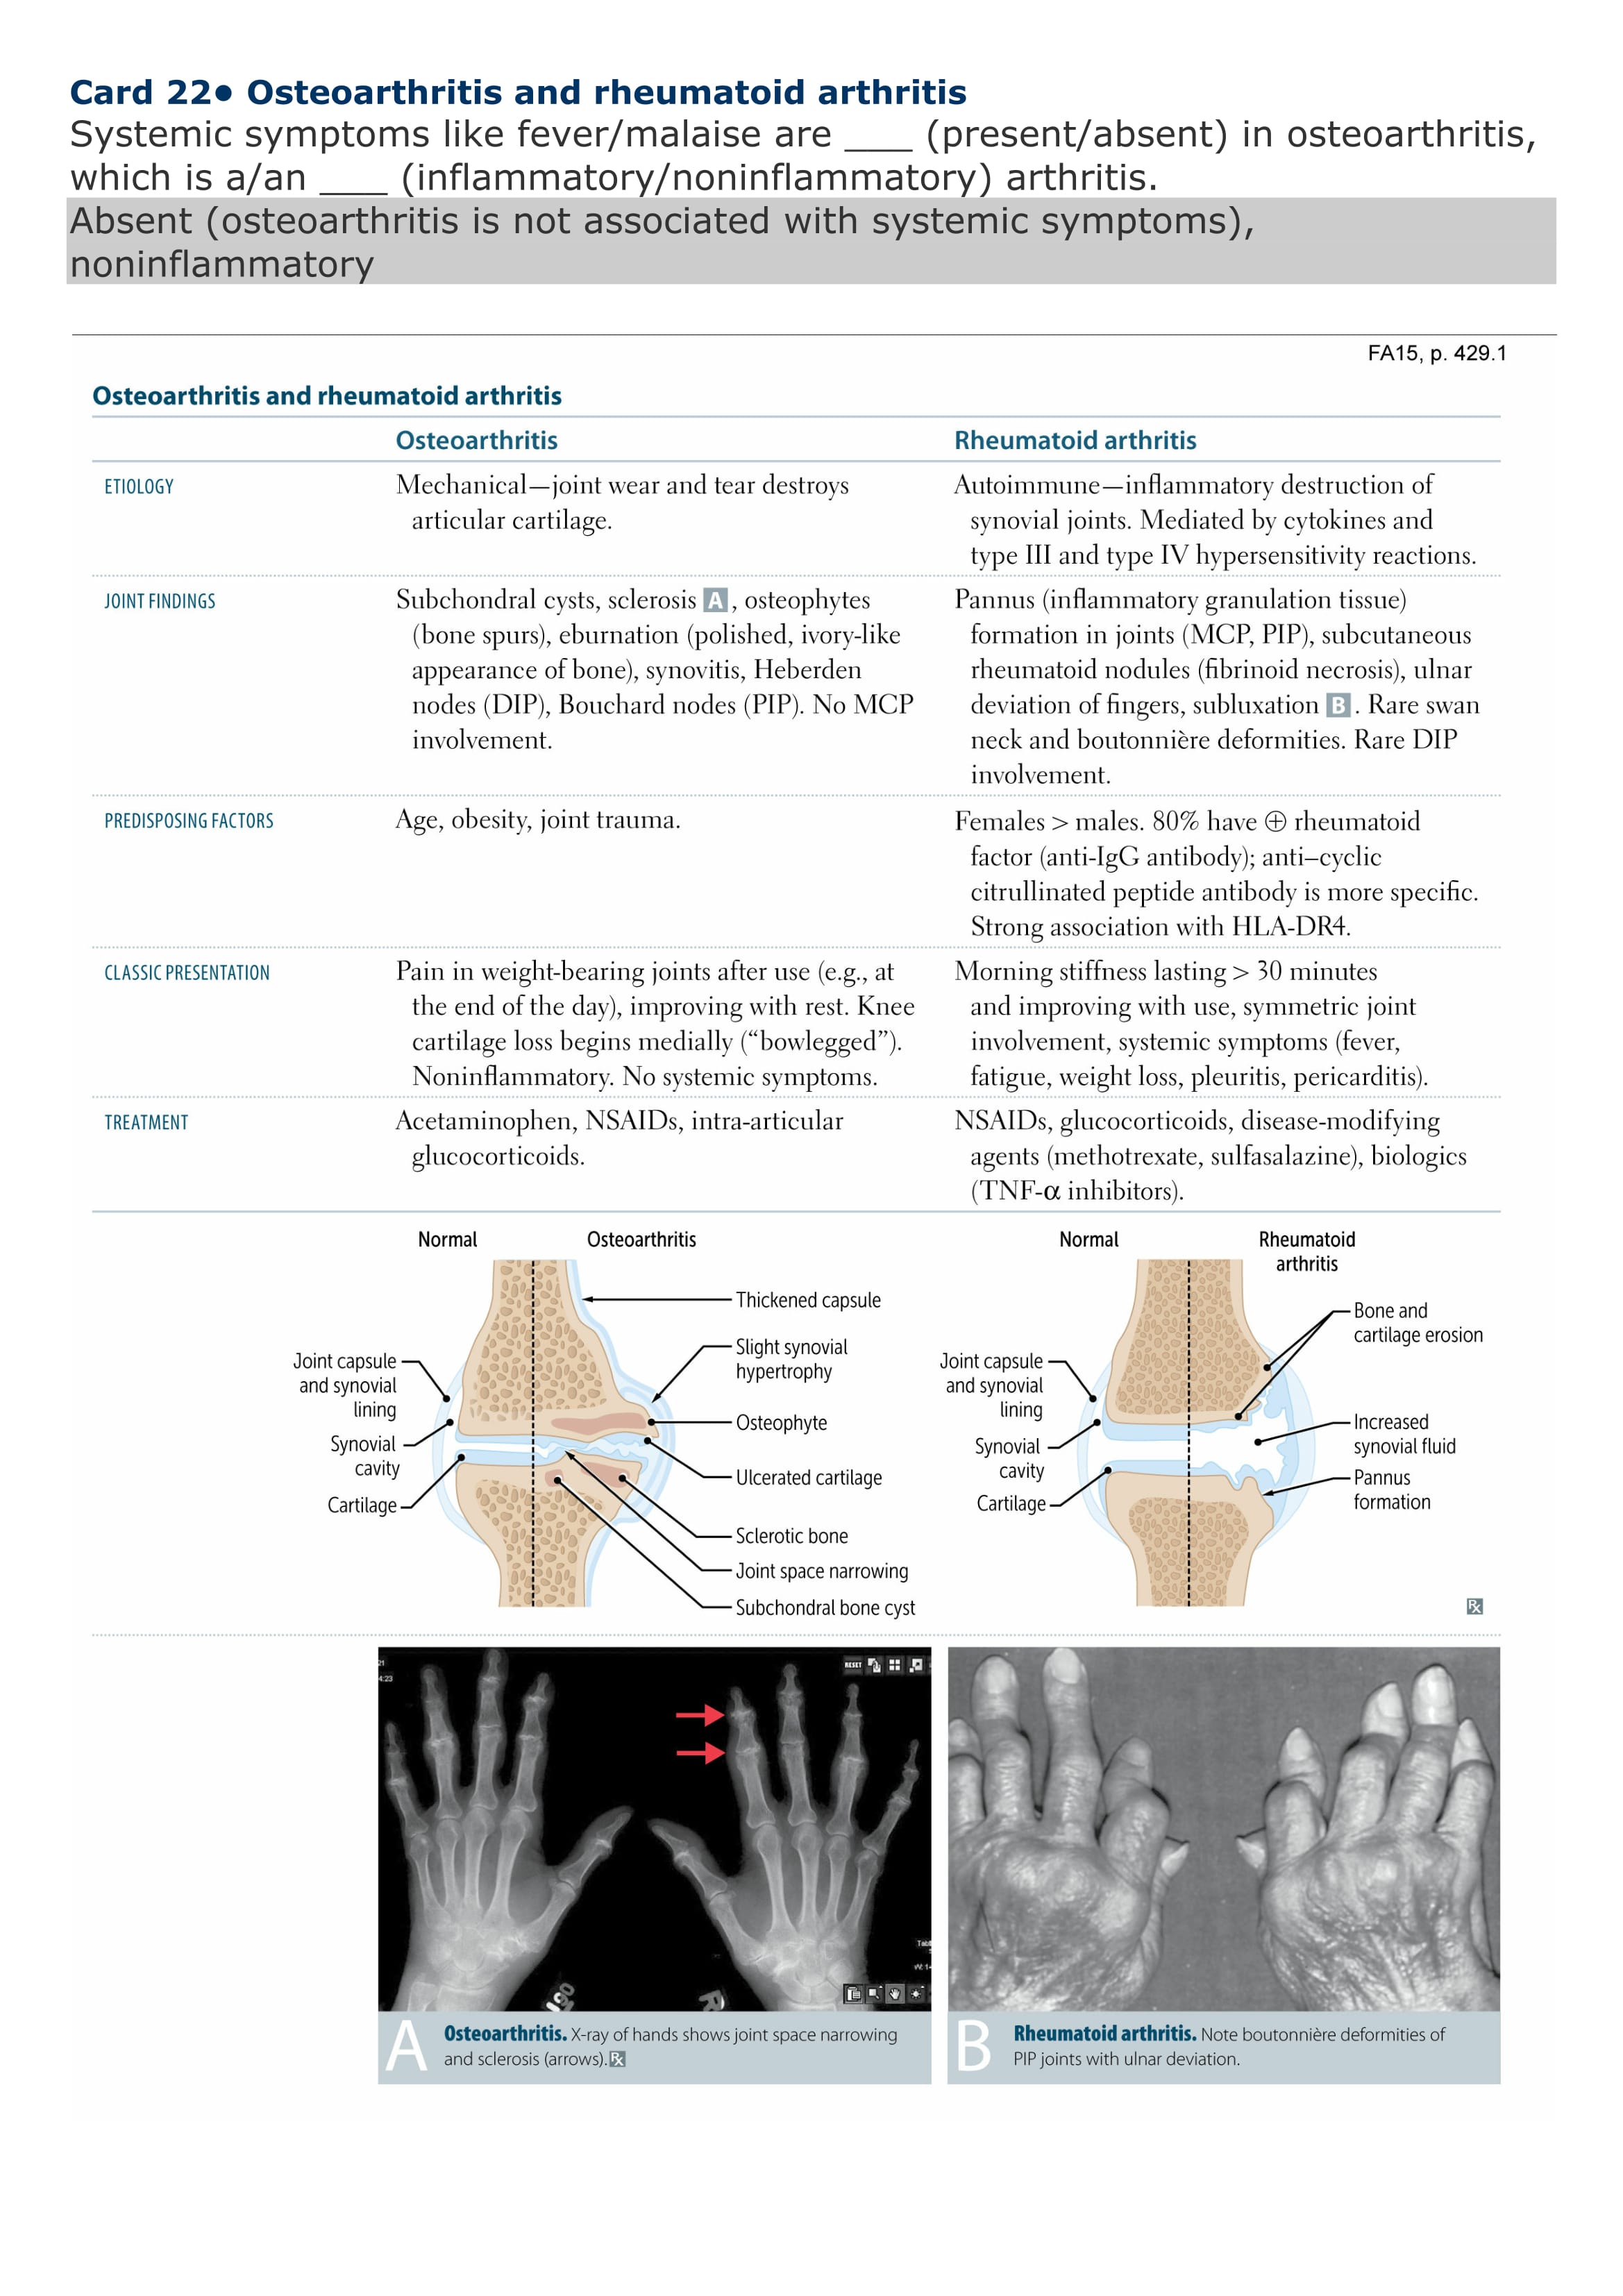 Card 22• Osteoarthritis and rheumatoid arthritis
Systemic symptoms like fever/malaise are ___ (present/absent) in osteoarthritis,
which is a/an ___ (inflammatory/noninflammatory) arthritis.
Absent (osteoarthritis is not associated with systemic symptoms),
noninflammatory
FA15, p. 429.1
Osteoarthritis and rheumatoid arthritis
Osteoarthritis
Rheumatoid arthritis
ETIOLOGY
Mechanical—joint wear and tear destroys
articular cartilage.
Autoimmune—inflammatory destruction of
synovial joints. Mediated by cytokines and
type III and type IV hypersensitivity reactions.
JOINT FINDINGS
Subchondral cysts, sclerosis A, osteophytes
(bone spurs), eburnation (polished, ivory-like
appearance of bone), synovitis, Heberden
nodes (DIP), Bouchard nodes (PIP). No MCP
involvement.
Pannus (inflammatory granulation tissue)
formation in joints (MCP, PIP), subcutaneous
rheumatoid nodules (fibrinoid necrosis), ulnar
deviation of fingers, subluxation B. Rare swan
neck and boutonnière deformities. Rare DIP
involvement.
PREDISPOSING FACTORS
Age, obesity, joint trauma.
Females > males. 80% have ⊕ rheumatoid
factor (anti-IgG antibody); anti–cyclic
citrullinated peptide antibody is more specific.
Strong association with HLA-DR4.
CLASSIC PRESENTATION
Pain in weight-bearing joints after use (e.g., at
the end of the day), improving with rest. Knee
cartilage loss begins medially (“bowlegged”).
Noninflammatory. No systemic symptoms.
Morning stiffness lasting > 30 minutes
and improving with use, symmetric joint
involvement, systemic symptoms (fever,
fatigue, weight loss, pleuritis, pericarditis).
TREATMENT
Acetaminophen, NSAIDs, intra-articular
glucocorticoids.
NSAIDs, glucocorticoids, disease-modifying
agents (methotrexate, sulfasalazine), biologics
(TNF-α inhibitors).
Normal
Osteoarthritis
Joint capsule
and synovial
lining
Synovial
cavity
Cartilage
Thickened capsule
Slight synovial
hypertrophy
Osteophyte
Ulcerated cartilage
Sclerotic bone
Joint space narrowing
Subchondral bone cyst
Normal
Rheumatoid
arthritis
Joint capsule
and synovial
lining
Synovial
cavity
Cartilage
Bone and
cartilage erosion
Increased
synovial fluid
Pannus
formation
Rx
21
4:23
RESET
A
Osteoarthritis. X-ray of hands shows joint space narrowing
and sclerosis (arrows). Rx
B
Rheumatoid arthritis. Note boutonnière deformities of
PIP joints with ulnar deviation.